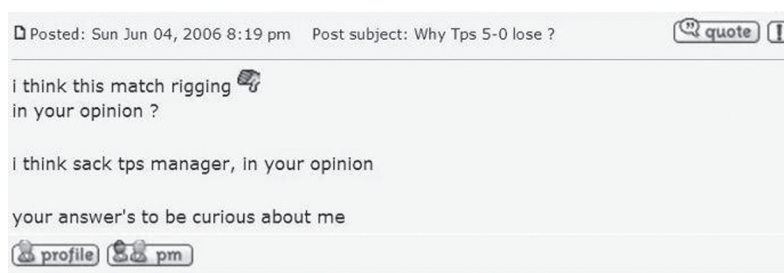 Posted: Sun Jun 04, 2006 8:19 pm Post subject: Why Tps 5-0 lose ? quote
i think this match rigging
in your opinion ?
i think sack tps manager, in your opinion
your answer's to be curious about me
profile pm